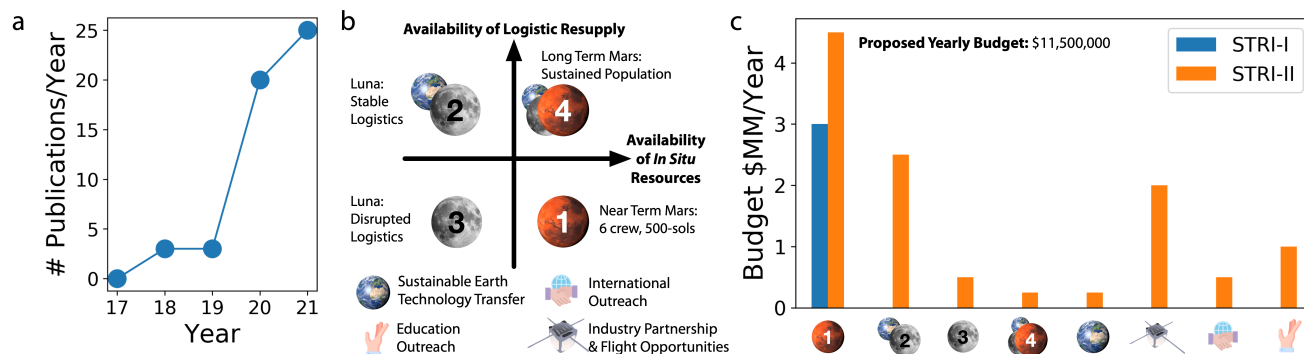 a
# Publications/Year
25
20
15
10
5
0
17
18
19
20
21
Year
b
Availability of Logistic Resupply
Luna:
Stable
Logistics
2
Long Term Mars:
Sustained Population
4
Availability
of In Situ
Resources
Luna:
Disrupted
Logistics
3
1
Near Term Mars:
6 crew, 500-sols
Sustainable Earth
Technology Transfer
International
Outreach
Education
Outreach
Industry Partnership
& Flight Opportunities
c
Budget $MM/Year
4
3
2
1
0
Proposed Yearly Budget: $11,500,000
STRI-I
STRI-II
1
2
3
4